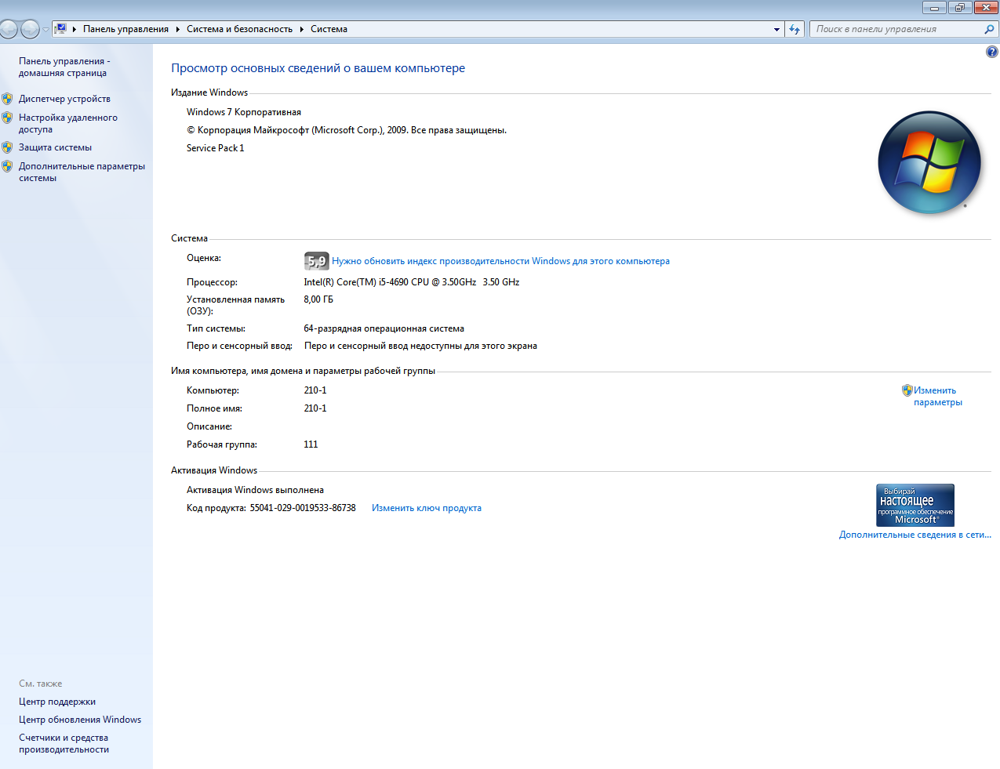 Панель управления
Система и безопасность
Система
Поиск в панели управления
Панель управления -
домашняя страница
Диспетчер устройств
Настройка удаленного
доступа
Защита системы
Дополнительные параметры
системы
Просмотр основных сведений о вашем компьютере
Издание Windows
Windows 7 Корпоративная
© Корпорация Майкрософт (Microsoft Corp.), 2009. Все права защищены.
Service Pack 1
Система
Оценка: 5,9 Нужно обновить индекс производительности Windows для этого компьютера
Процессор: Intel(R) Core(TM) i5-4690 CPU @ 3.50GHz 3.50 GHz
Установленная память 8,00 ГБ
(ОЗУ):
Тип системы: 64-разрядная операционная система
Перо и сенсорный ввод: Перо и сенсорный ввод недоступны для этого экрана
Имя компьютера, имя домена и параметры рабочей группы
Компьютер: 210-1
Изменить
параметры
Полное имя: 210-1
Описание:
Рабочая группа: 111
Активация Windows
Активация Windows выполнена
Код продукта: 55041-029-0019533-86738 Изменить ключ продукта
Выбирай
настоящее
программное обеспечение
Microsoft®
Дополнительные сведения в сети...
См. также
Центр поддержки
Центр обновления Windows
Счетчики и средства
производительности